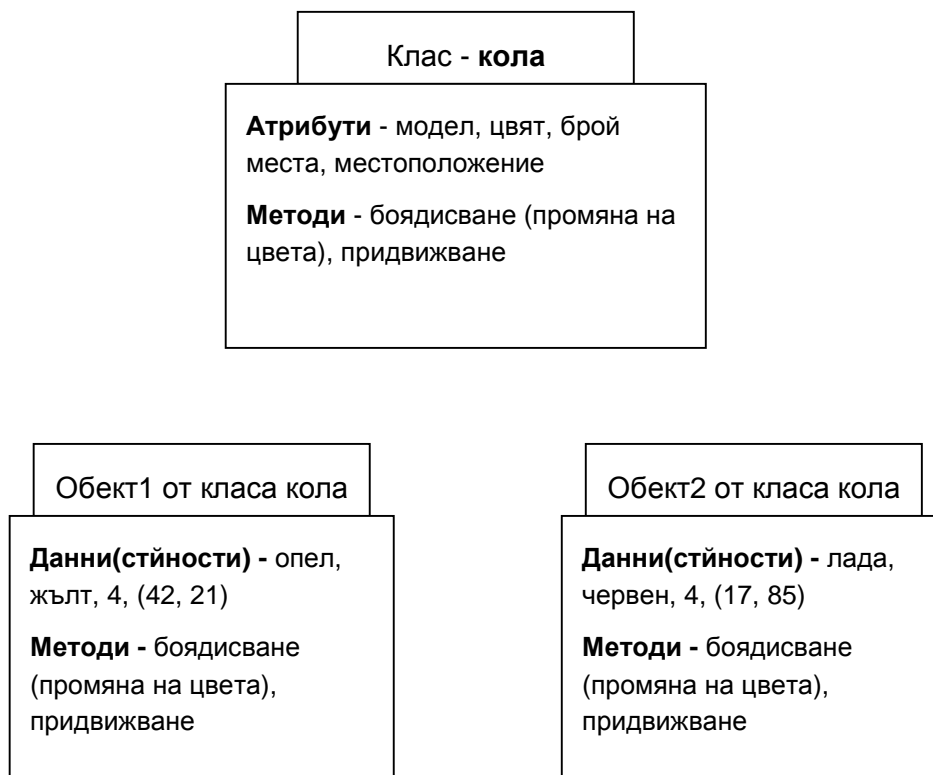 Клас - кола
Атрибути - модел, цвят, брой
места, местоположение
Методи - боядисване (промяна на
цвета), придвижване
Обект1 от класа кола
Данни(стйности) - опел,
жълт, 4, (42, 21)
Методи - боядисване
(промяна на цвета),
придвижване
Обект2 от класа кола
Данни(стйности) - лада,
червен, 4, (17, 85)
Методи - боядисване
(промяна на цвета),
придвижване